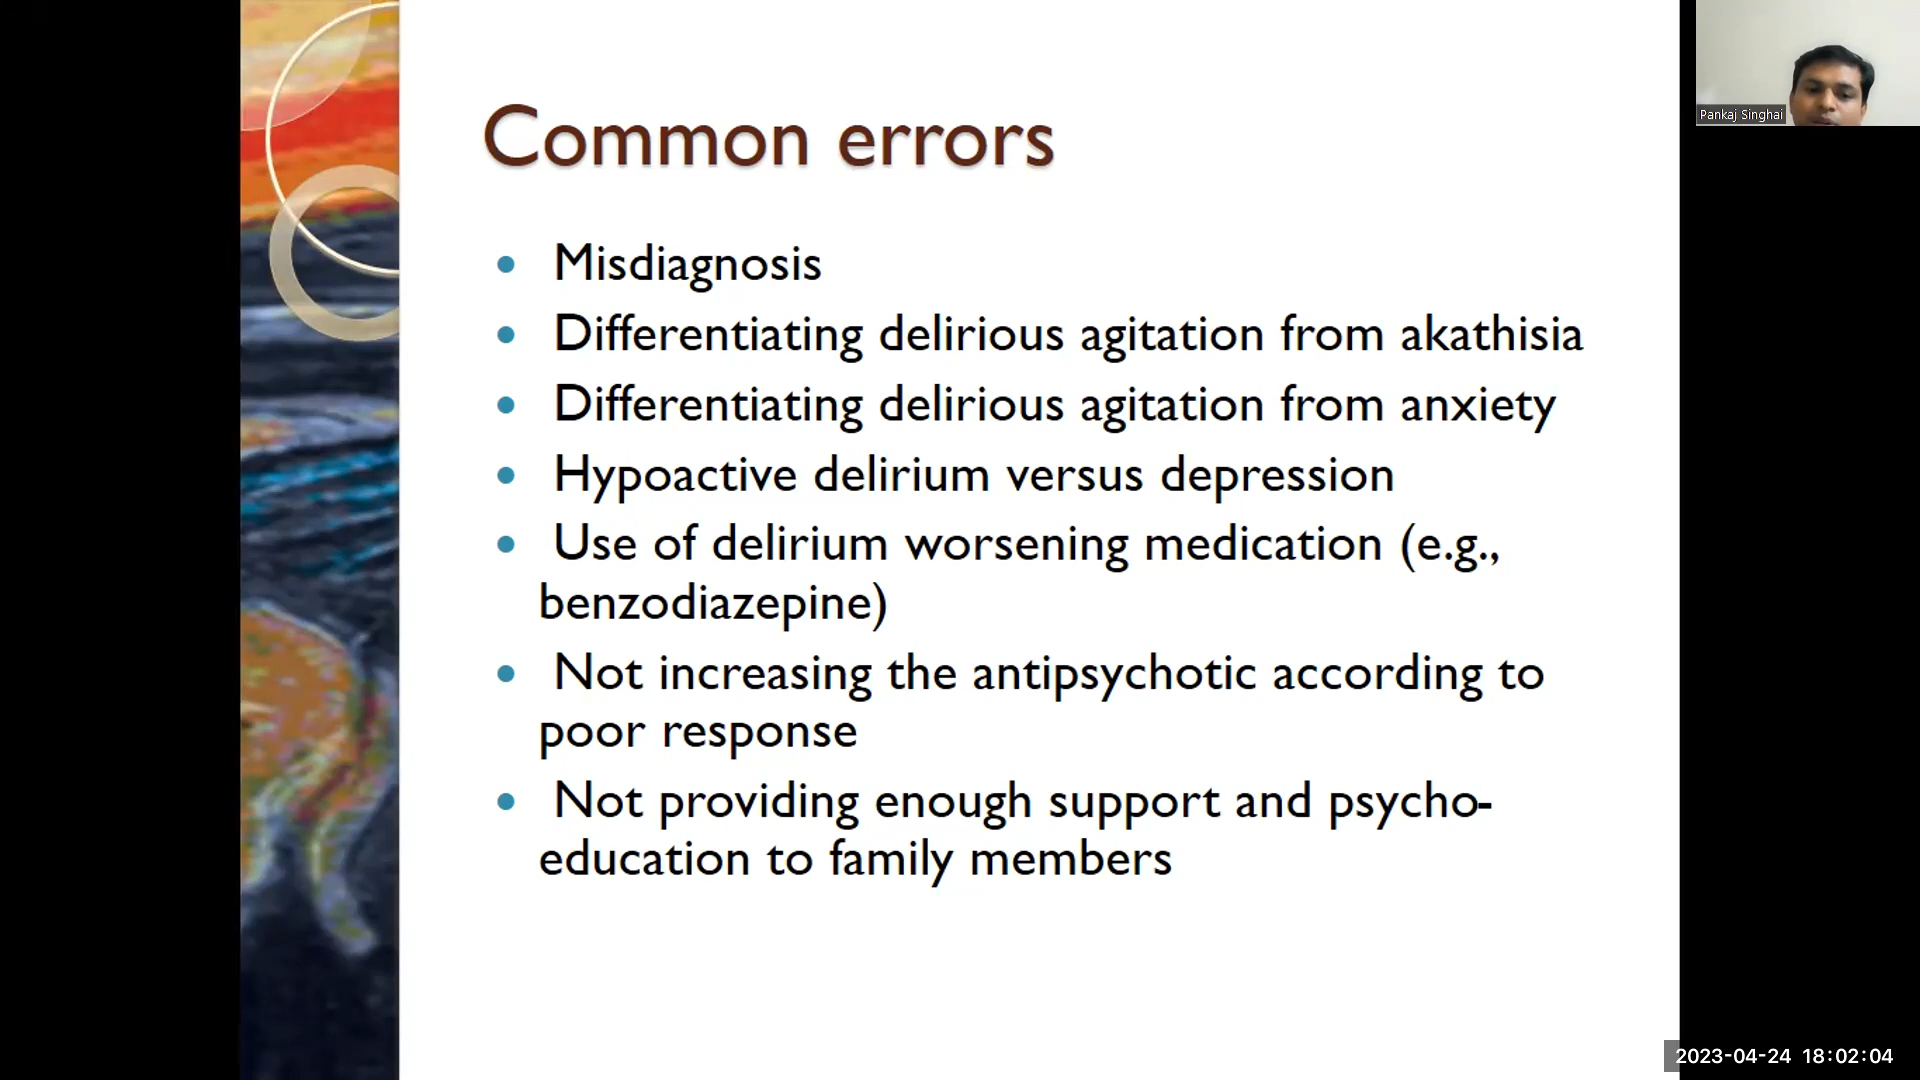 Common errors
• Misdiagnosis
• Differentiating delirious agitation from akathisia
• Differentiating delirious agitation from anxiety
• Hypoactive delirium versus depression
• Use of delirium worsening medication (e.g.,
benzodiazepine)
• Not increasing the antipsychotic according to
poor response
• Not providing enough support and psycho-
education to family members
Pankaj Singhai
2023-04-24 18:02:04